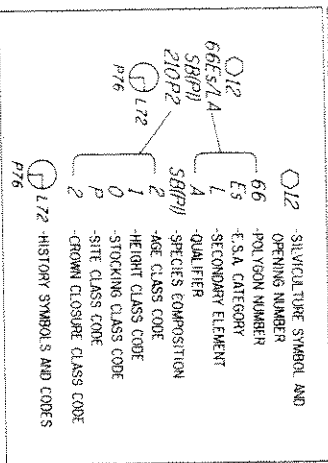 12
66Es/LA
SB(Pl)
210P2
L72
P76
12 -SILVICULTURE SYMBOL AND
OPENING NUMBER
66 -POLYGON NUMBER
Es -E.S.A. CATEGORY
L -SECONDARY ELEMENT
A -QUALIFIER
SB(Pl) -SPECIES COMPOSITION
2 -AGE CLASS CODE
1 -HEIGHT CLASS CODE
0 -STOCKING CLASS CODE
P -SITE CLASS CODE
2 -CROWN CLOSURE CLASS CODE
L72 -HISTORY SYMBOLS AND CODES
P76